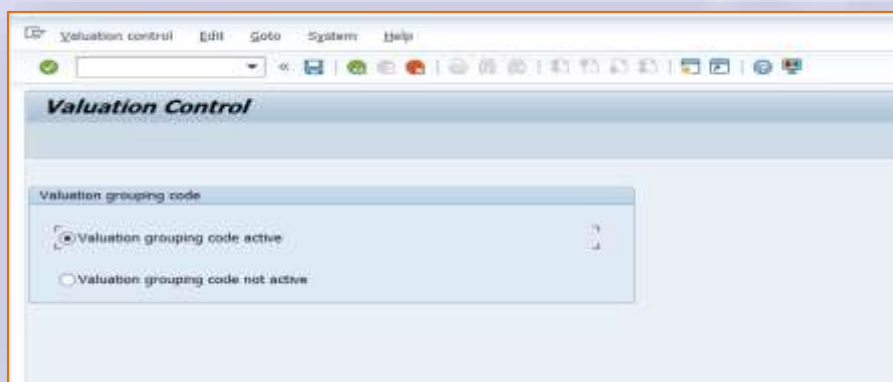 Valuation control Edit Goto System Help
Valuation Control
Valuation grouping code
Valuation grouping code active
Valuation grouping code not active